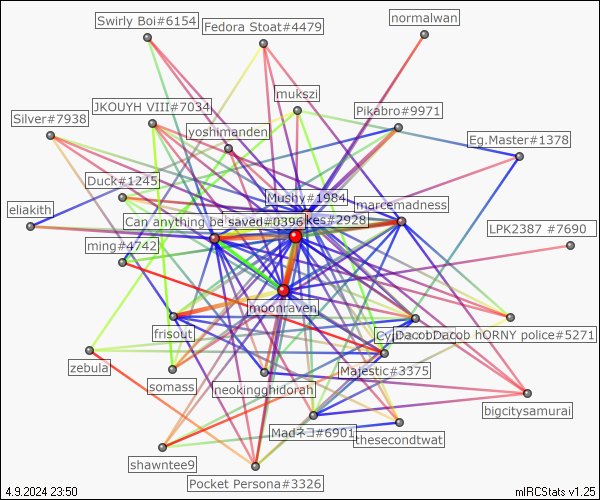 normalwan
Swirly Boi#6154
Fedora Stoat#4479
mukszi
JKOUYH VIII#7034
Pikabro#9971
Silver#7938
yoshimanden
Eg.Master#1378
Duck#1245
Mushy#1984
marcemadness
eliakith
Can anything be saved#0396
kes#2928
LPK2387 #7690
ming#4742
moonraven
frisout
Dacob HORNY police#5271
zebula
Majestic#3375
somass
neokingghidorah
bigcitysamurai
Madネコ#6901
thesecondtwat
shawntee9
Pocket Persona#3326
4.9.2024 23:50
mIRCStats v1.25